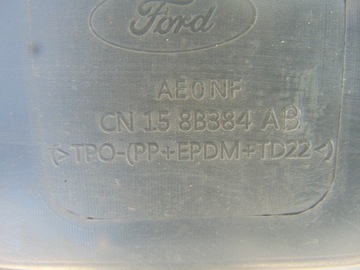 Ford
AE0NF
CN 15 8B384 AB
(>TPO-(PP+EPDM+TD22<)